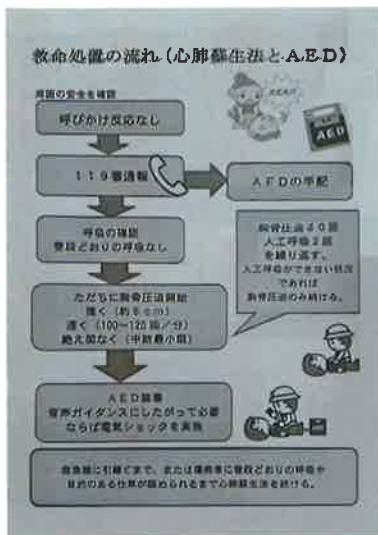 救命処置の流れ(心肺蘇生法とAED)
周囲の安全を確認
呼びかけ反応なし
119番通報
AEDの手配
AED
呼吸の確認
普段どおりの呼吸なし
胸骨圧迫30回
人工呼吸2回
を繰り返す。
人工呼吸ができない状況
であれば
胸骨圧迫のみ続ける。
ただちに胸骨圧迫開始
強く(約5cm)
速く(100~120回/分)
絶え間なく(中断最小限)
AED装着
音声ガイダンスにしたがって必要
ならば電気ショックを実施
救急隊に引継ぐまで、または傷病者に普段どおりの呼吸や
目的のある仕草が認められるまで心肺蘇生法を続ける。